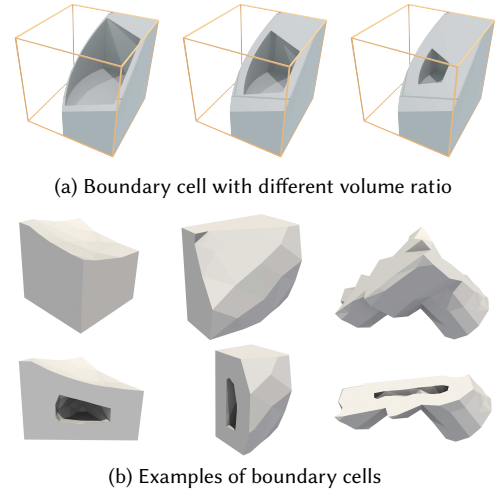 (a) Boundary cell with different volume ratio
(b) Examples of boundary cells